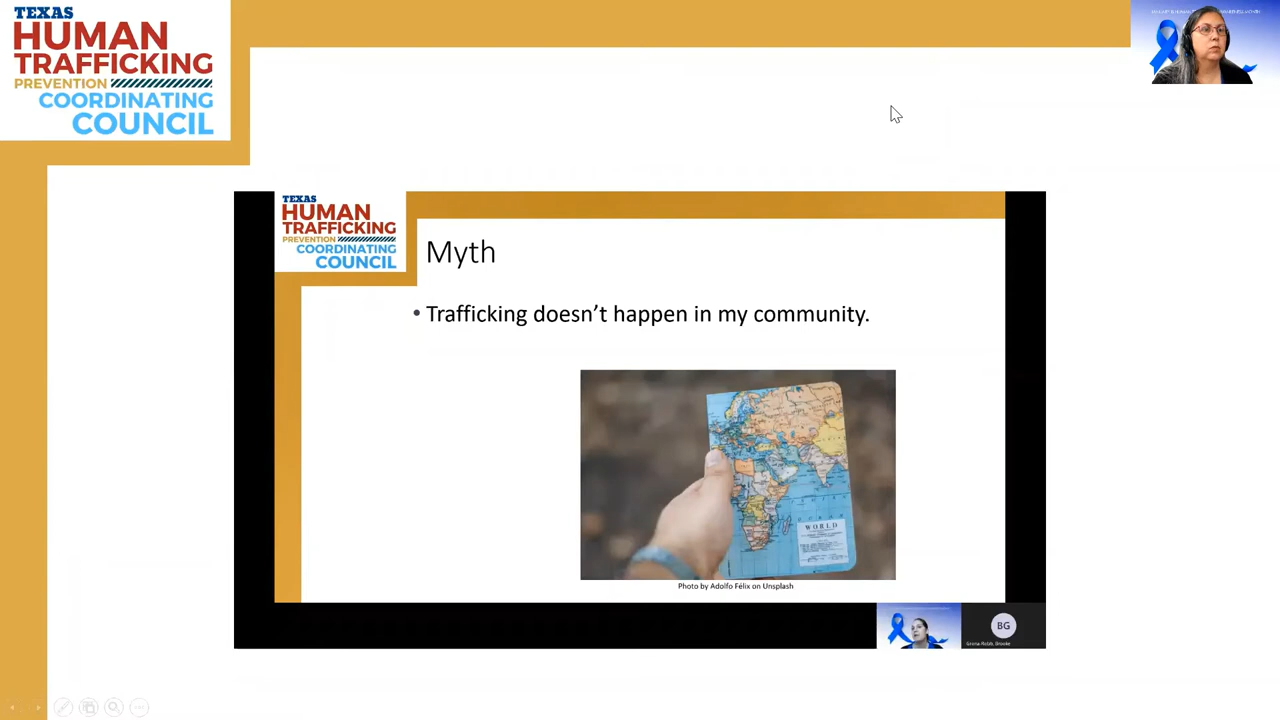 TEXAS
HUMAN
TRAFFICKING
PREVENTION
COORDINATING
COUNCIL
TEXAS
HUMAN
TRAFFICKING
PREVENTION
COORDINATING
COUNCIL
Myth
• Trafficking doesn’t happen in my community.
WORLD
Photo by Adolfo Félix on Unsplash
BG